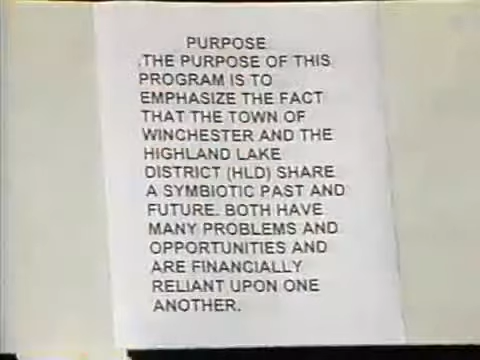 PURPOSE
.THE PURPOSE OF THIS
PROGRAM IS TO
EMPHASIZE THE FACT
THAT THE TOWN OF
WINCHESTER AND THE
HIGHLAND LAKE
DISTRICT (HLD) SHARE
A SYMBIOTIC PAST AND
FUTURE. BOTH HAVE
MANY PROBLEMS AND
OPPORTUNITIES AND
ARE FINANCIALLY
RELIANT UPON ONE
ANOTHER.